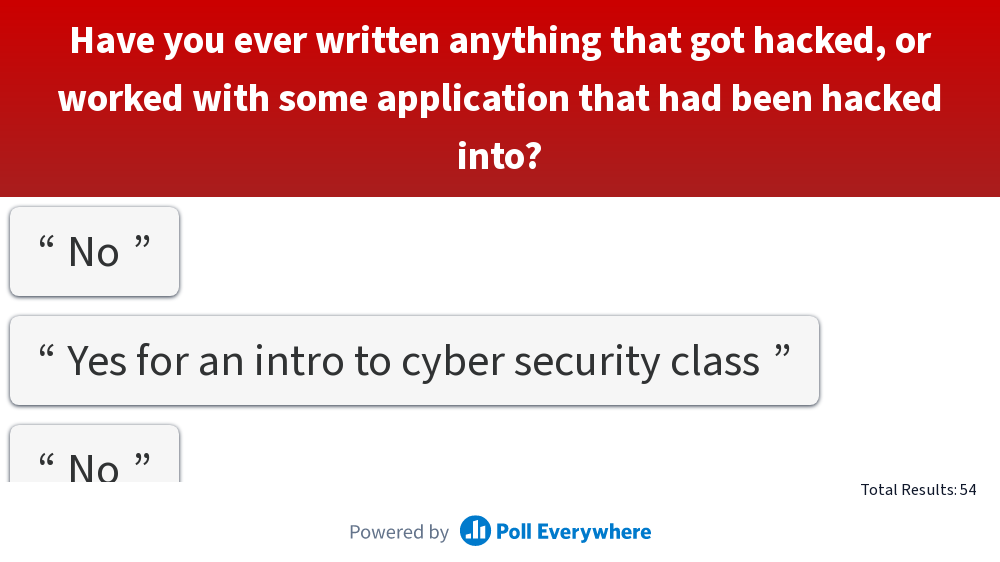 Have you ever written anything that got hacked, or
worked with some application that had been hacked
into?
“ No ”
“ Yes for an intro to cyber security class ”
“ No ”
Total Results: 54
Powered by Poll Everywhere